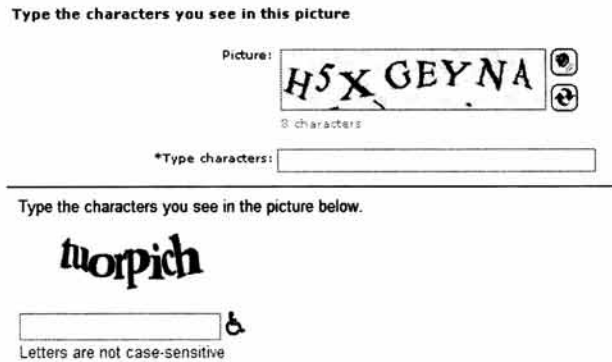 Type the characters you see in this picture
Picture:
H5X GEYNA
8 characters
*Type characters:
Type the characters you see in the picture below.
tuorpich
Letters are not case-sensitive